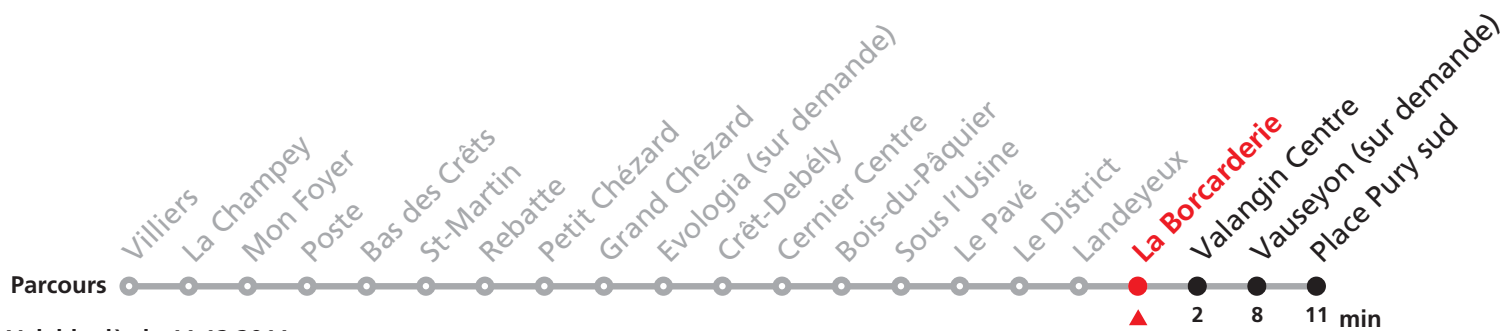 Villiers
La Champey
Mon Foyer
Poste
Bas des Crêts
St-Martin
Rebatte
Petit Chézard
Grand Chézard
Evologia (sur demande)
Crêt-Debély
Cernier Centre
Bois-du-Pâquier
Sous l'Usine
Le Pavé
Le District
Landeyeux
La Borcarderie
Valangin Centre
Vauseyon (sur demande)
Place Pury sud
Parcours
2 8 11 min